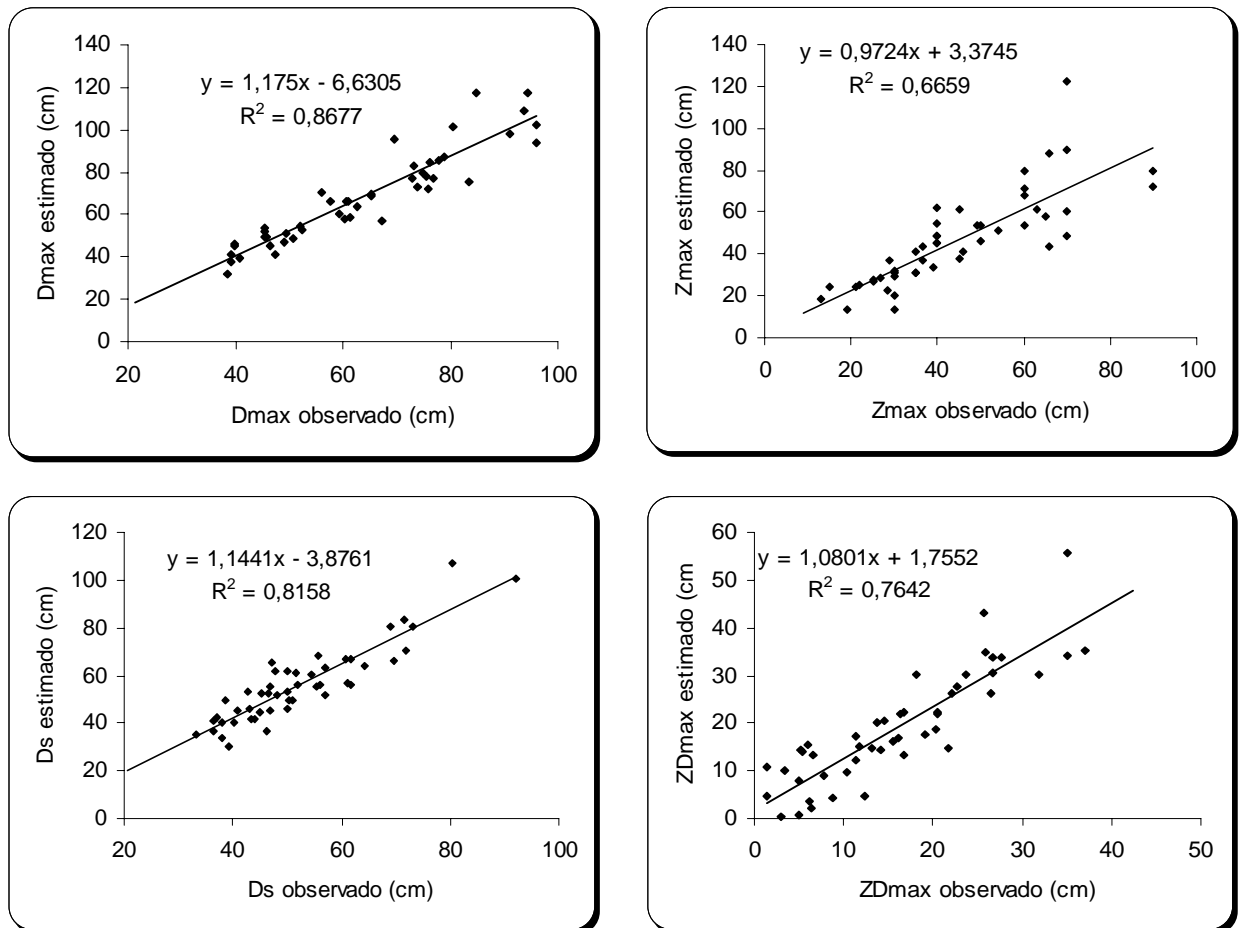 y = 1,175x - 6,6305
R² = 0,8677
140
120
100
80
60
40
20
0
20 40 60 80 100
Dmax observado (cm)
Dmax estimado (cm)
y = 0,9724x + 3,3745
R² = 0,6659
140
120
100
80
60
40
20
0
0 20 40 60 80 100
Zmax observado (cm)
Zmax estimado (cm)
y = 1,1441x - 3,8761
R² = 0,8158
120
100
80
60
40
20
0
20 40 60 80 100
Ds observado (cm)
Ds estimado (cm)
y = 1,0801x + 1,7552
R² = 0,7642
60
50
40
30
20
10
0
0 10 20 30 40 50
ZDmax observado (cm)
ZDmax estimado (cm